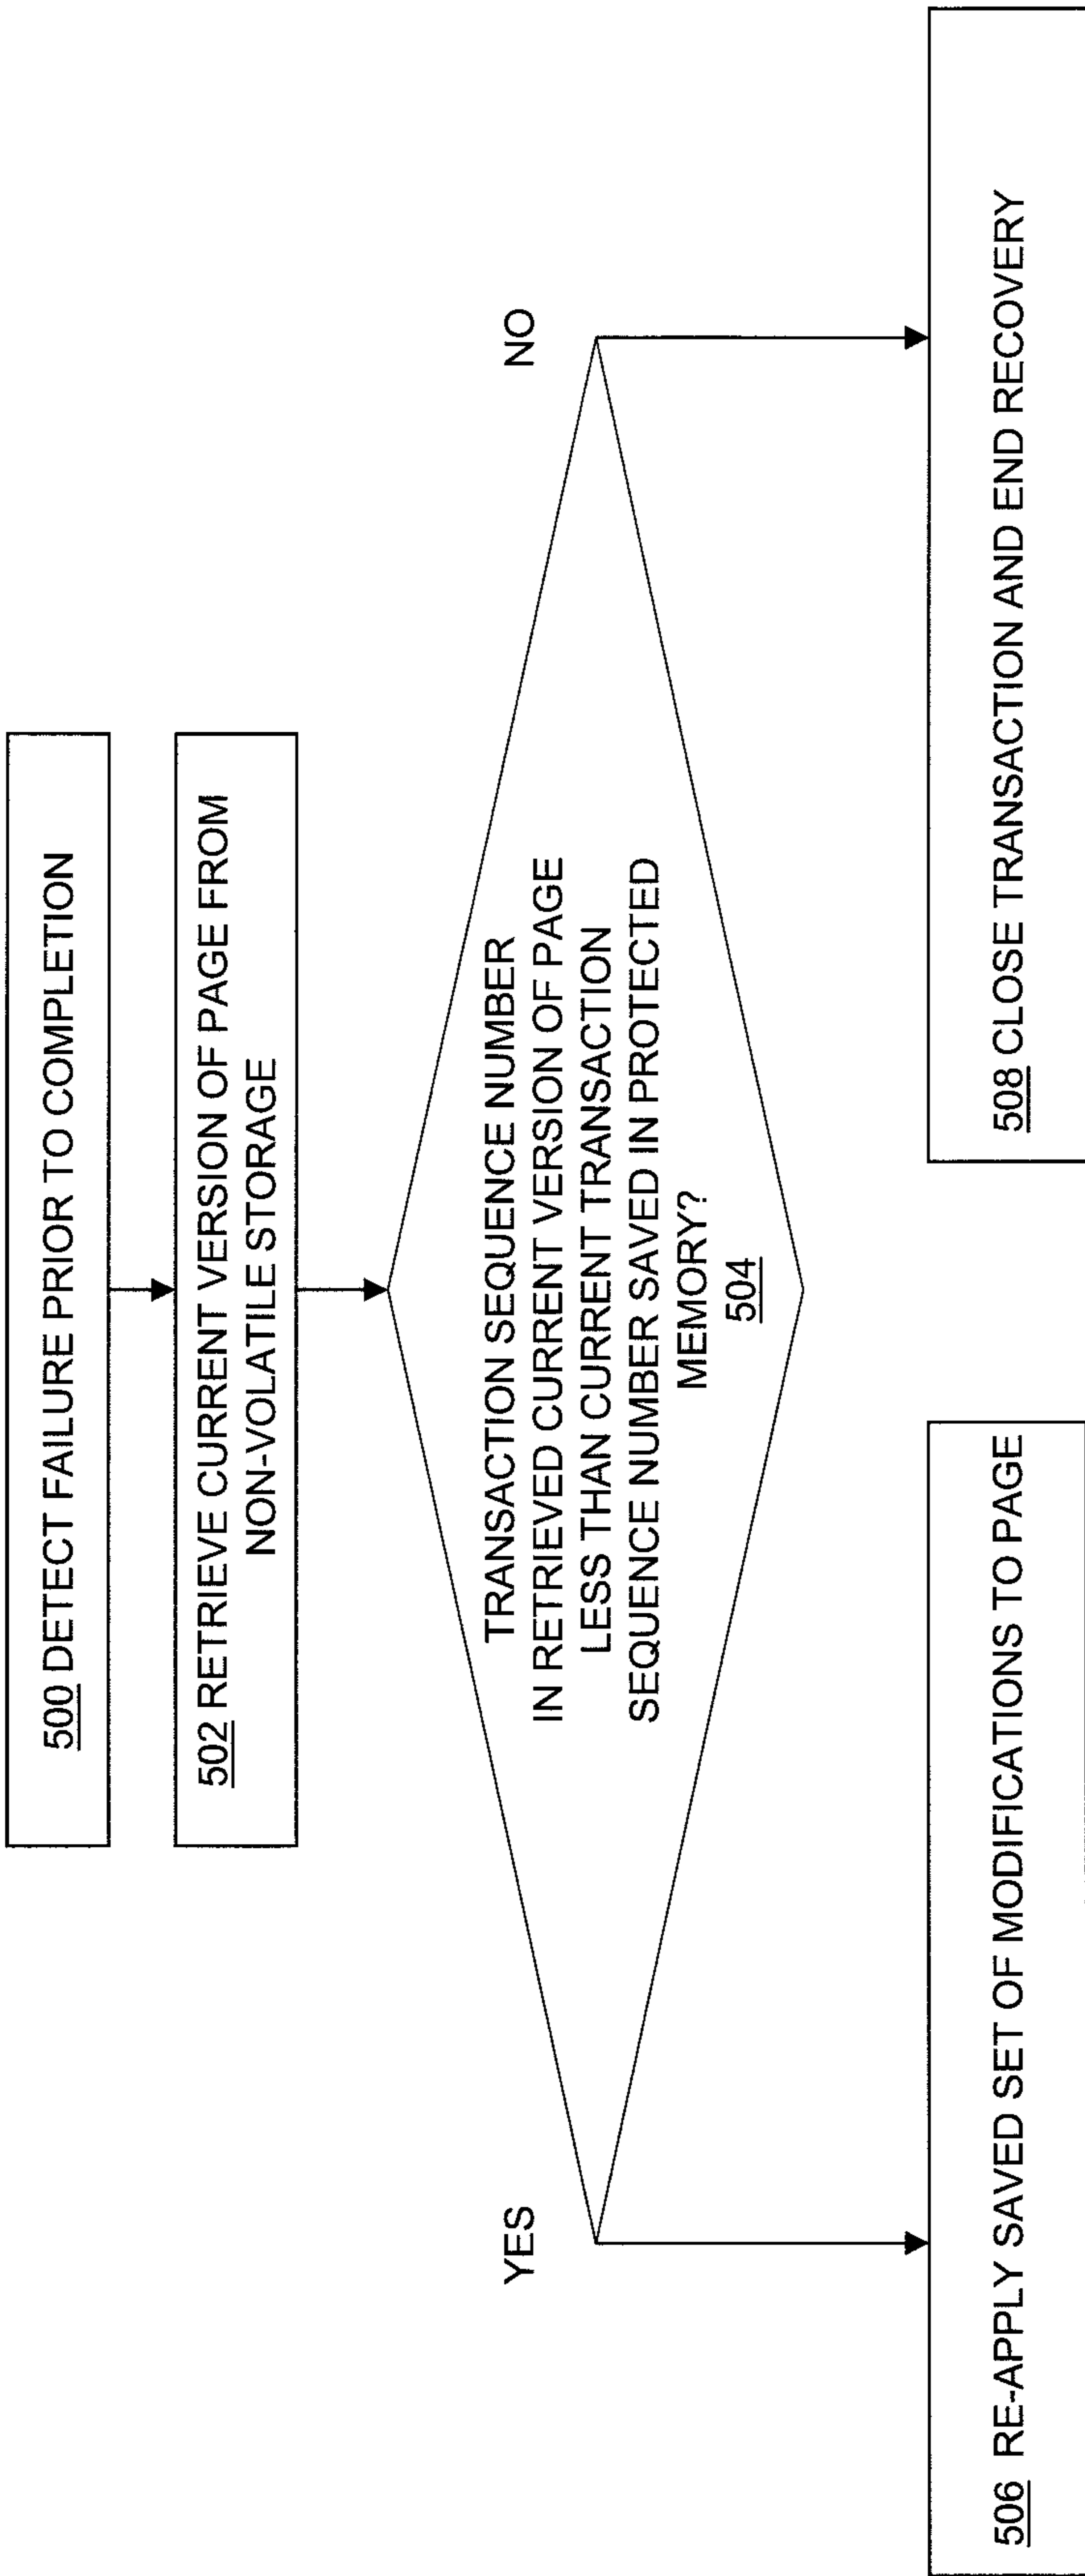 500 DETECT FAILURE PRIOR TO COMPLETION
502 RETRIEVE CURRENT VERSION OF PAGE FROM
NON-VOLATILE STORAGE
TRANSACTION SEQUENCE NUMBER
IN RETRIEVED CURRENT VERSION OF PAGE
LESS THAN CURRENT TRANSACTION
SEQUENCE NUMBER SAVED IN PROTECTED
MEMORY?
504
YES
NO
506 RE-APPLY SAVED SET OF MODIFICATIONS TO PAGE
508 CLOSE TRANSACTION AND END RECOVERY